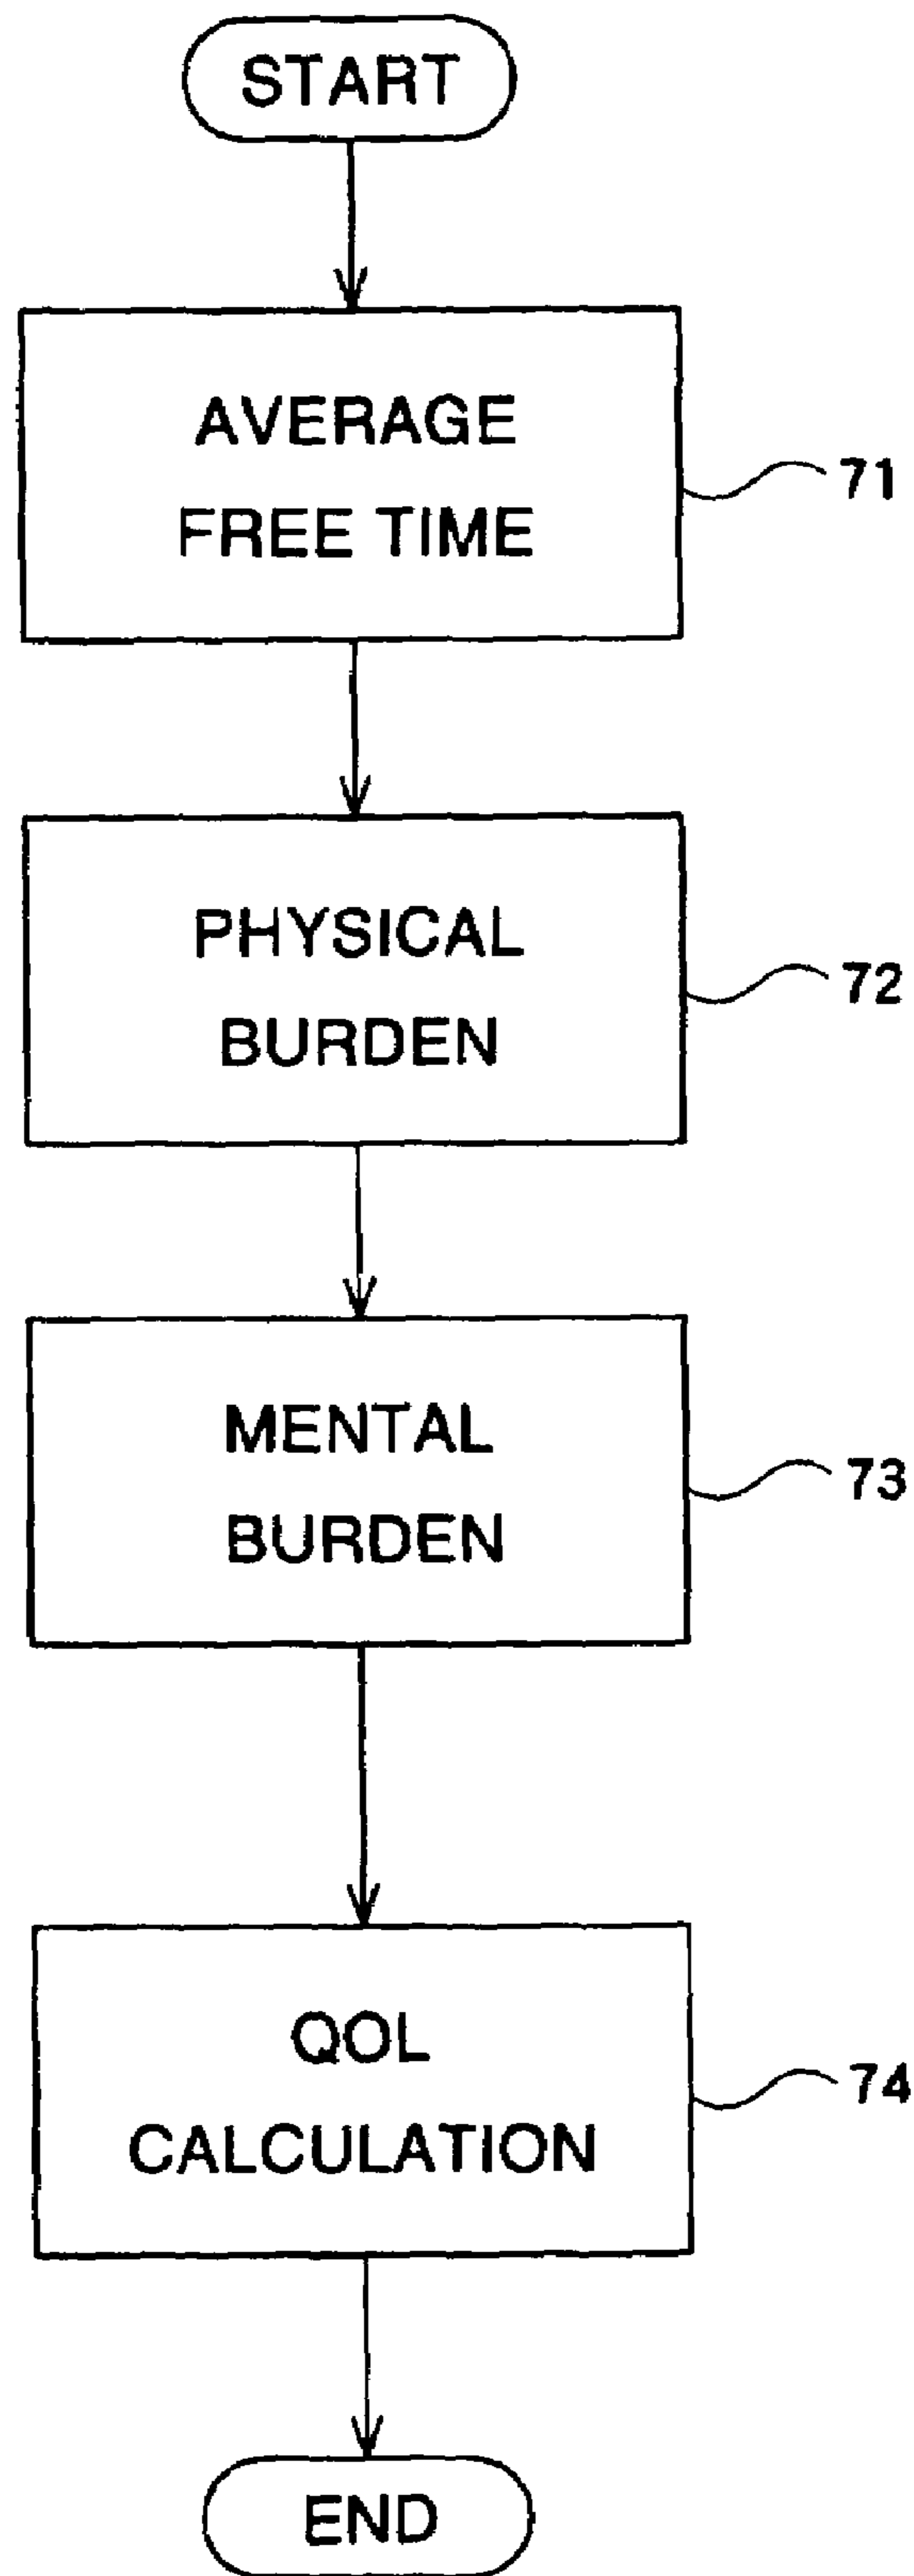 START
AVERAGE
FREE TIME
71
PHYSICAL
BURDEN
72
MENTAL
BURDEN
73
QOL
CALCULATION
74
END